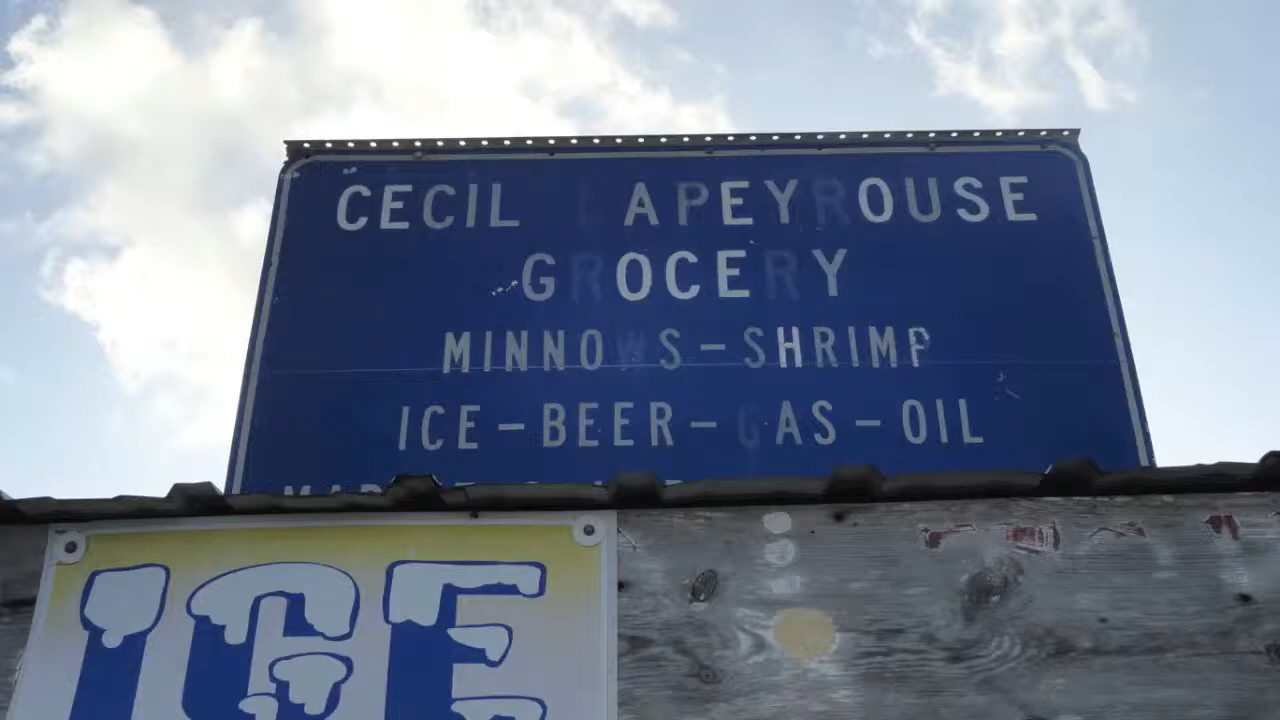 CECIL LAPEYROUSE
GROCERY
MINNOWS-SHRIMP
ICE-BEER-GAS-OIL
ICE